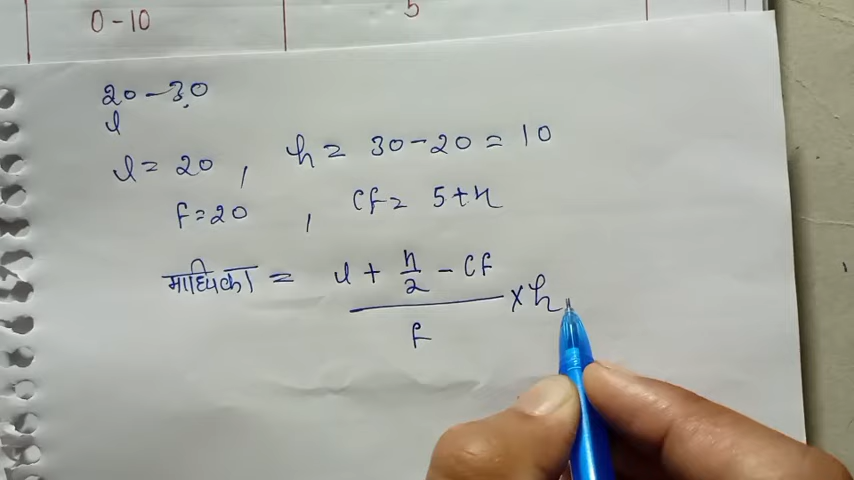 0-10 5
20-30
l
l = 20 , h = 30-20 = 10
f=20 , cf = 5+x
माध्यिका = l + n/2 - cf
f × h